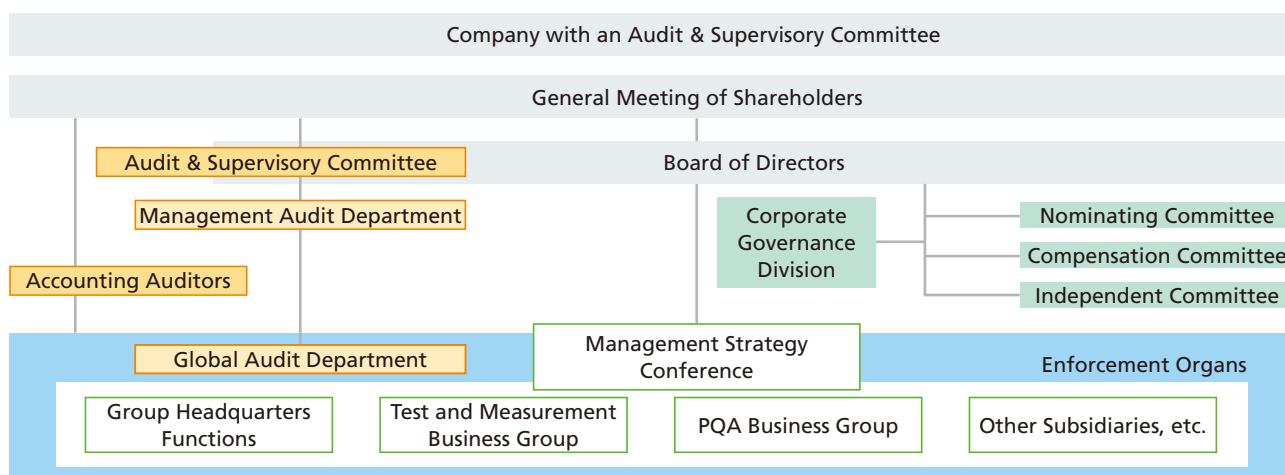 Company with an Audit & Supervisory Committee
General Meeting of Shareholders
Audit & Supervisory Committee
Board of Directors
Management Audit Department
Corporate
Governance
Division
Nominating Committee
Compensation Committee
Independent Committee
Accounting Auditors
Global Audit Department
Management Strategy
Conference
Enforcement Organs
Group Headquarters
Functions
Test and Measurement
Business Group
PQA Business Group
Other Subsidiaries, etc.